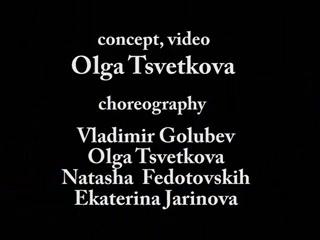 concept, video
Olga Tsvetkova
choreography
Vladimir Golubev
Olga Tsvetkova
Natasha Fedotovskih
Ekaterina Jarinova